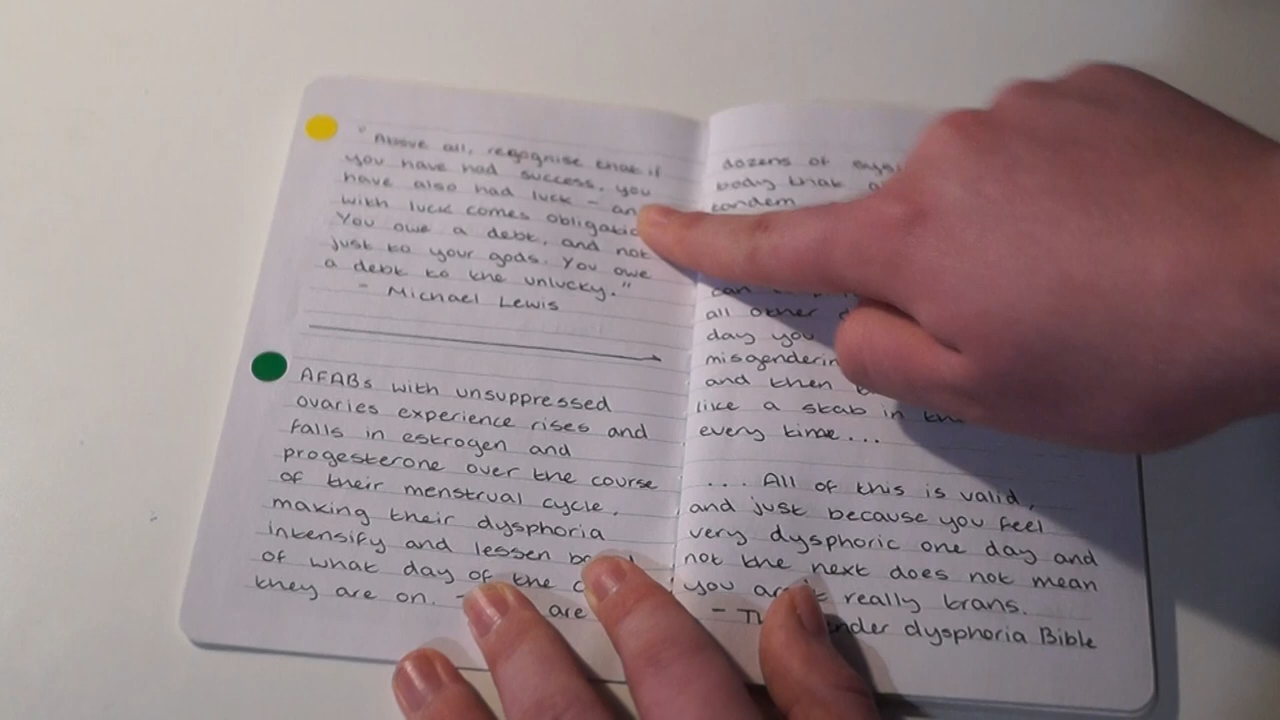 "Above all, recognise that if
you have had success, you
have also had luck - an
with luck comes obligatio
You owe a debt, and not
just to your gods. You owe
a debt to the unlucky."
- Michael Lewis
AFABs with unsuppressed
ovaries experience rises and
falls in estrogen and
progesterone over the course
of their menstrual cycle,
making their dysphoria
intensify and lessen
of what day of the
they are on. are
dozens of
body that
tandem
can
all other
day you
misgenderin
and then
like a stab in
every time...
... All of this is valid,
and just because you feel
very dysphoric one day and
not the next does not mean
you really trans.
- dysphoria Bible